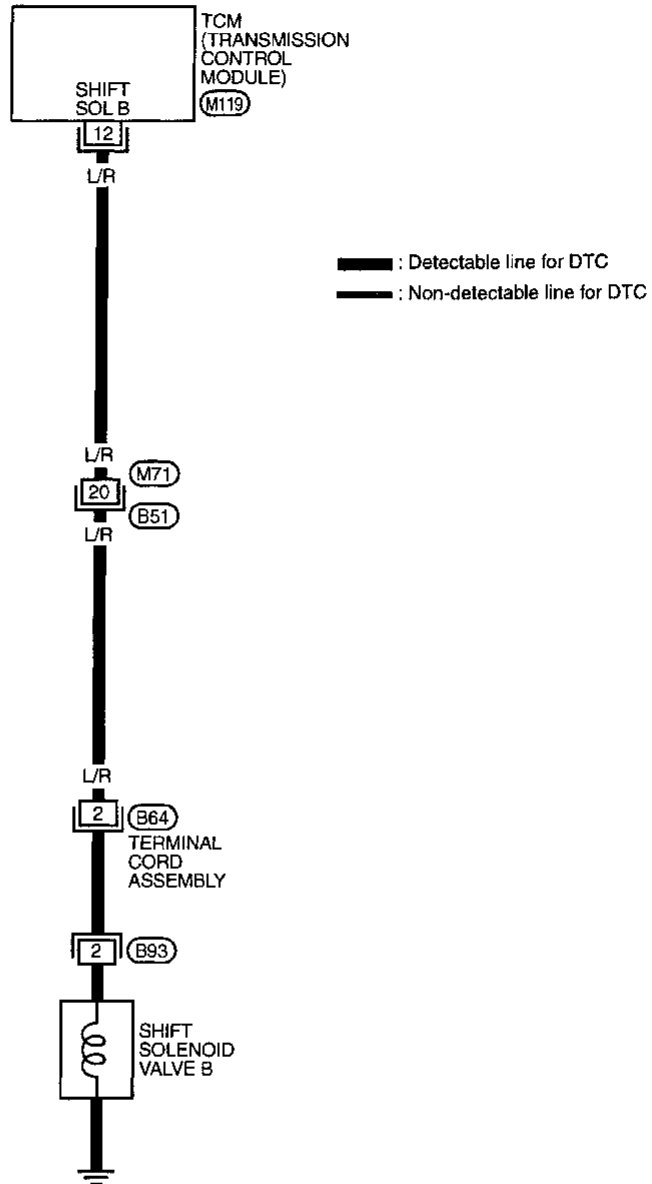 TCM
(TRANSMISSION
CONTROL
MODULE)
M119
SHIFT
SOL B
12
L/R
: Detectable line for DTC
: Non-detectable line for DTC
L/R
M71
20
B51
L/R
L/R
2
B64
TERMINAL
CORD
ASSEMBLY
2
B93
SHIFT
SOLENOID
VALVE B